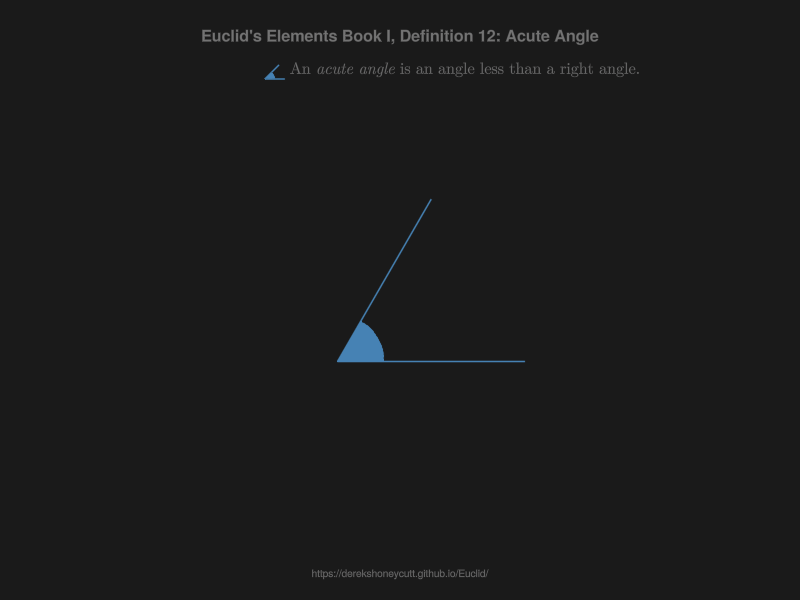 Euclid's Elements Book I, Definition 12: Acute Angle
An acute angle is an angle less than a right angle.
https://derekshoneycutt.github.io/Euclid/